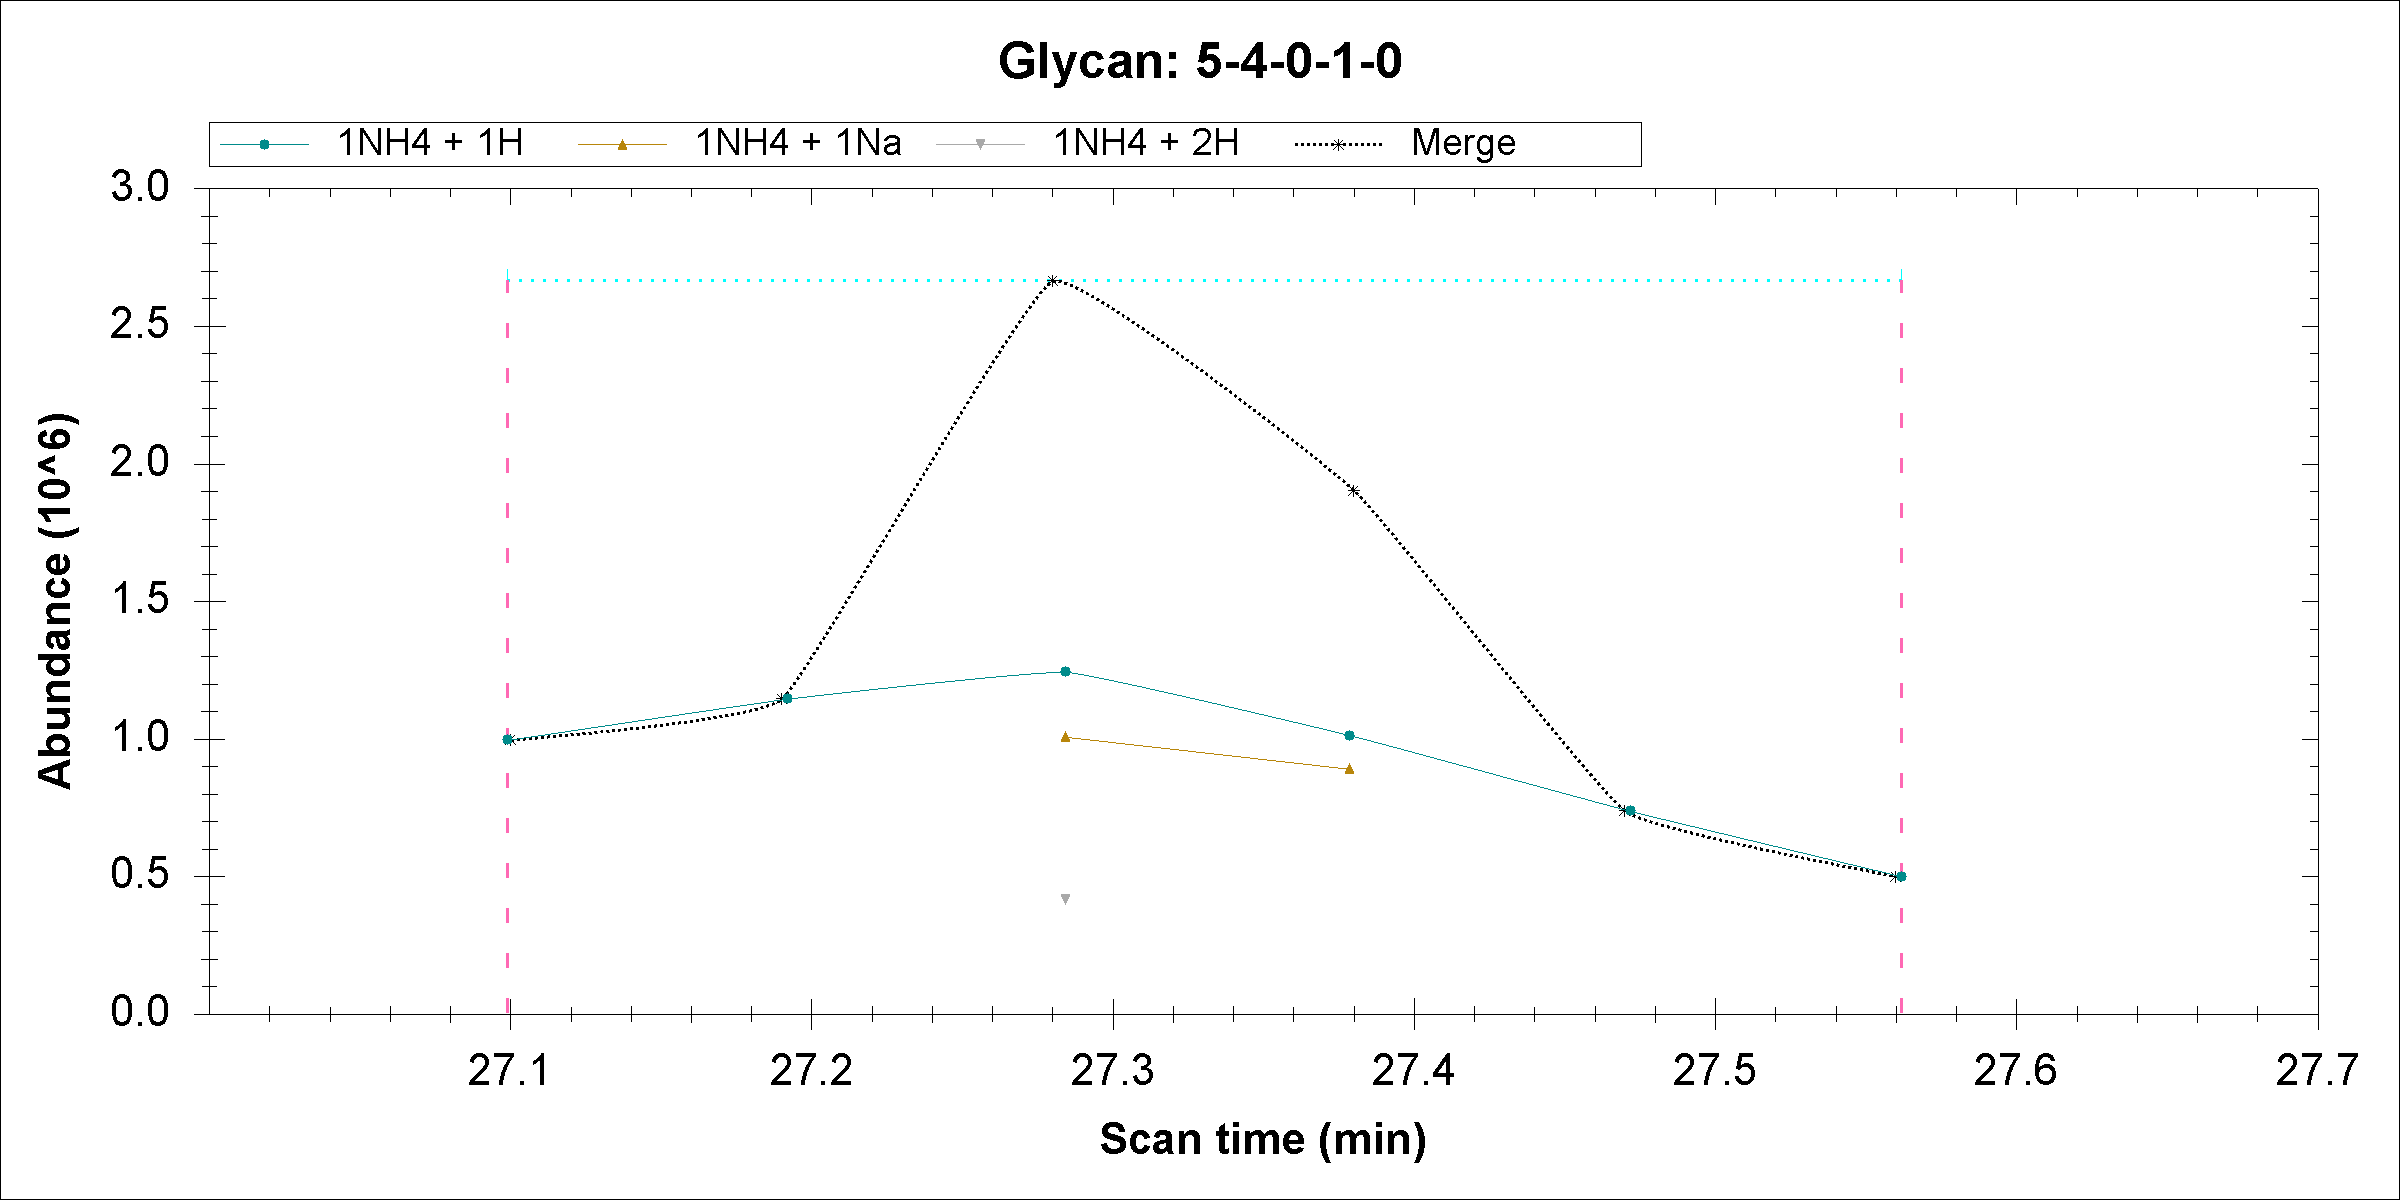 Glycan: 5-4-0-1-0
1NH4 + 1H 1NH4 + 1Na 1NH4 + 2H Merge
3.0
2.5
2.0
1.5
1.0
0.5
0.0
Abundance (10^6)
27.1 27.2 27.3 27.4 27.5 27.6 27.7
Scan time (min)